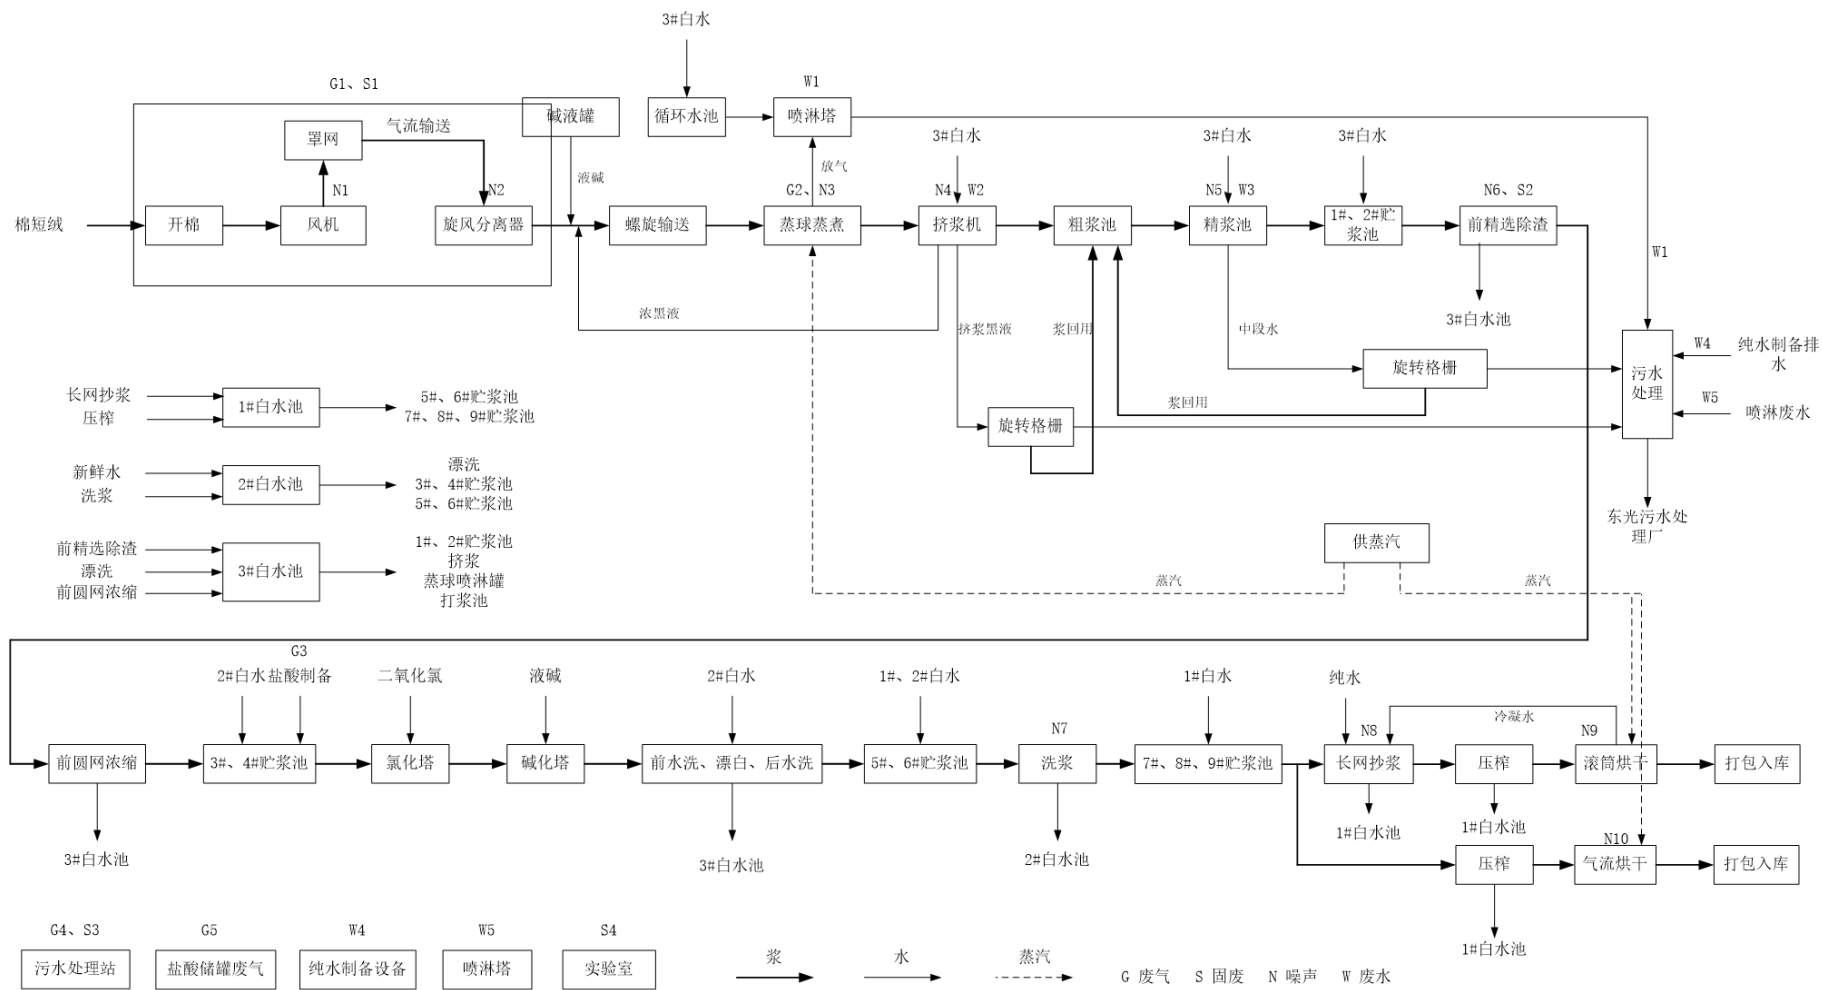 3#白水
G1、S1
W1
碱液罐
循环水池
喷淋塔
罩网
气流输送
3#白水
3#白水
3#白水
放气
液碱
N1
N2
G2、N3
N4
W2
N5
W3
N6、S2
棉短绒
开棉
风机
旋风分离器
螺旋输送
蒸球蒸煮
挤浆机
粗浆池
精浆池
1#、2#贮
浆池
前精选除渣
W1
浓黑液
挤浆黑液
浆回用
中段水
3#白水池
W4
纯水制备排
水
旋转格栅
污水
处理
W5
喷淋废水
浆回用
旋转格栅
长网抄浆
压榨
1#白水池
5#、6#贮浆池
7#、8#、9#贮浆池
新鲜水
洗浆
2#白水池
漂洗
3#、4#贮浆池
5#、6#贮浆池
东光污水处
理厂
供蒸汽
前精选除渣
漂洗
前圆网浓缩
3#白水池
1#、2#贮浆池
挤浆
蒸球喷淋罐
打浆池
蒸汽
蒸汽
G3
2#白水
盐酸制备
二氧化氯
液碱
2#白水
1#、2#白水
1#白水
纯水
冷凝水
N7
N8
N9
前圆网浓缩
3#、4#贮浆池
氯化塔
碱化塔
前水洗、漂白、后水洗
5#、6#贮浆池
洗浆
7#、8#、9#贮浆池
长网抄浆
压榨
滚筒烘干
打包入库
3#白水池
3#白水池
2#白水池
1#白水池
1#白水池
N10
压榨
气流烘干
打包入库
1#白水池
G4、S3
G5
W4
W5
S4
污水处理站
盐酸储罐废气
纯水制备设备
喷淋塔
实验室
浆
水
蒸汽
G 废气 S 固废 N 噪声 W 废水